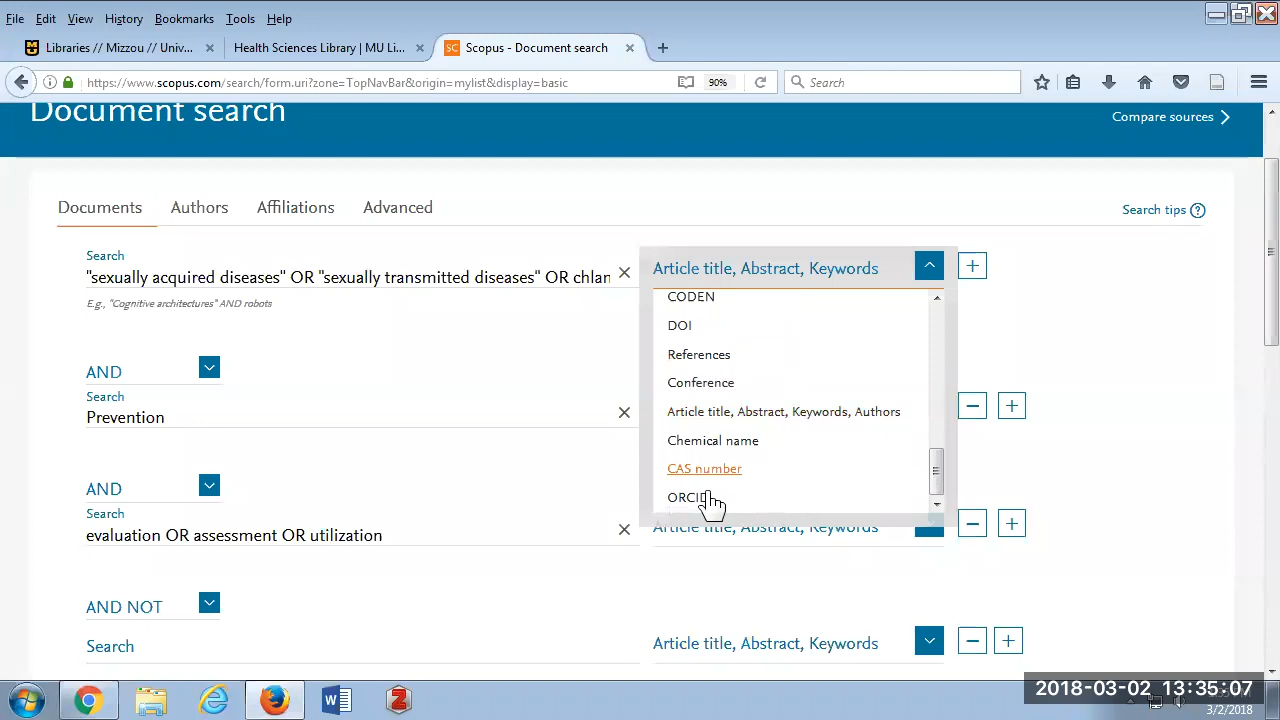 File Edit View History Bookmarks Tools Help
Libraries // Mizzou // Univ... × Health Sciences Library | MU Li... × SC Scopus - Document search × +
https://www.scopus.com/search/form.uri?zone=TopNavBar&origin=mylist&display=basic 90% Search
Document search
Compare sources
Documents Authors Affiliations Advanced
Search tips ?
Search
"sexually acquired diseases" OR "sexually transmitted diseases" OR chlan
Article title, Abstract, Keywords
E.g., "Cognitive architectures" AND robots
CODEN
DOI
References
Conference
Article title, Abstract, Keywords, Authors
Chemical name
CAS number
ORCID
AND
Search
Prevention
AND
Search
evaluation OR assessment OR utilization
Article title, Abstract, Keywords
AND NOT
Search
Article title, Abstract, Keywords
2018-03-02 13:35:07
3/2/2018